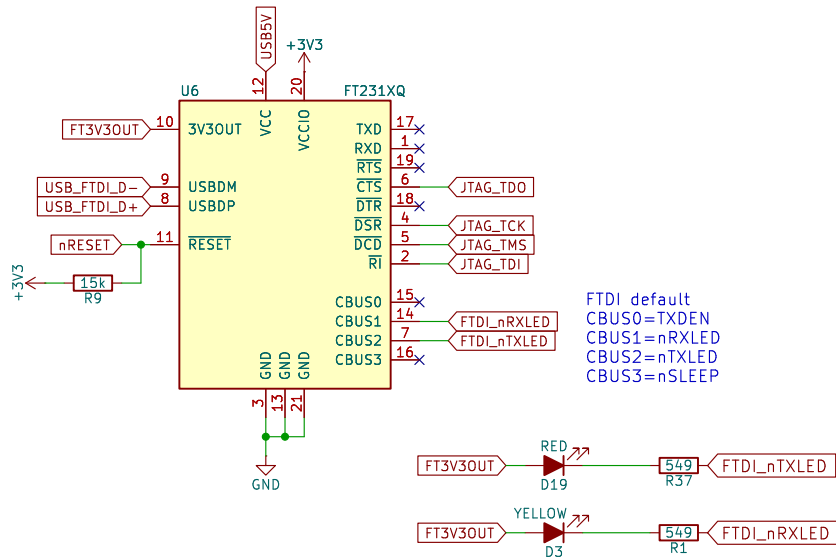 USB5V
+3V3
U6
FT231XQ
12
20
VCC
VCCIO
FT3V3OUT
10
3V3OUT
TXD
17
RXD
1
RTS
19
USB_FTDI_D-
9
USBDM
CTS
6
JTAG_TDO
USB_FTDI_D+
8
USBDP
DTR
18
DSR
4
JTAG_TCK
nRESET
11
RESET
DCD
5
JTAG_TMS
RI
2
JTAG_TDI
+3V3
15k
R9
CBUS0
15
CBUS1
14
FTDI_nRXLED
CBUS2
7
FTDI_nTXLED
CBUS3
16
GND
GND
GND
3
13
21
GND
FTDI default
CBUS0=TXDEN
CBUS1=nRXLED
CBUS2=nTXLED
CBUS3=nSLEEP
RED
FT3V3OUT
D19
549
R37
FTDI_nTXLED
YELLOW
FT3V3OUT
D3
549
R1
FTDI_nRXLED